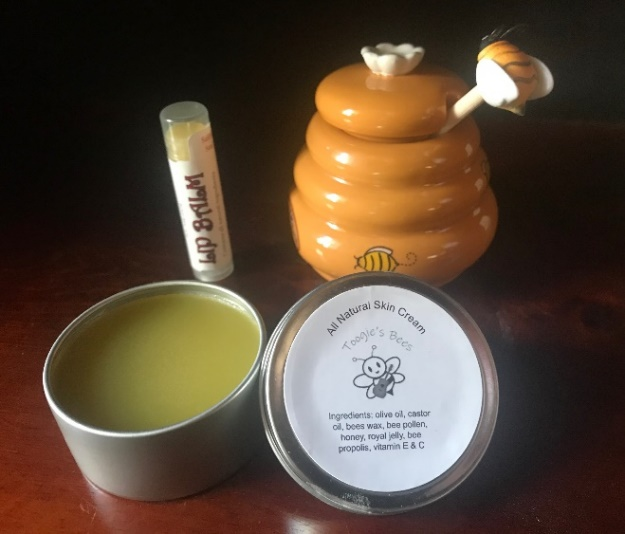 LIP BALM
All Natural Skin Cream
Toogie's Bees
Ingredients: olive oil, castor
oil, bees wax, bee pollen,
honey, royal jelly, bee
propolis, vitamin E & C